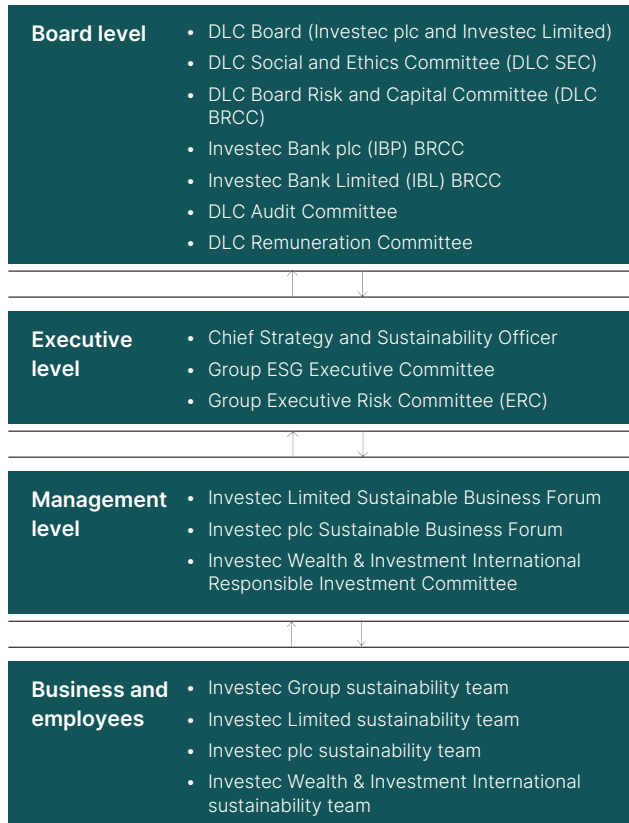 Board level
• DLC Board (Investec plc and Investec Limited)
• DLC Social and Ethics Committee (DLC SEC)
• DLC Board Risk and Capital Committee (DLC
BRCC)
• Investec Bank plc (IBP) BRCC
• Investec Bank Limited (IBL) BRCC
• DLC Audit Committee
• DLC Remuneration Committee
Executive
level
• Chief Strategy and Sustainability Officer
• Group ESG Executive Committee
• Group Executive Risk Committee (ERC)
Management
level
• Investec Limited Sustainable Business Forum
• Investec plc Sustainable Business Forum
• Investec Wealth & Investment International
Responsible Investment Committee
Business and
employees
• Investec Group sustainability team
• Investec Limited sustainability team
• Investec plc sustainability team
• Investec Wealth & Investment International
sustainability team